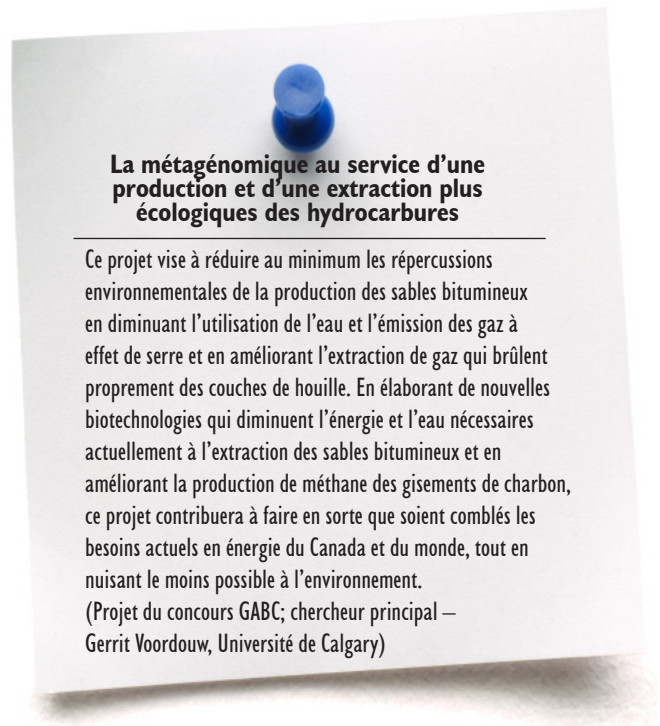 La métagénomique au service d’une
production et d’une extraction plus
écologiques des hydrocarbures
Ce projet vise à réduire au minimum les répercussions
environnementales de la production des sables bitumineux
en diminuant l’utilisation de l’eau et l’émission des gaz à
effet de serre et en améliorant l’extraction de gaz qui brûlent
proprement des couches de houille. En élaborant de nouvelles
biotechnologies qui diminuent l’énergie et l’eau nécessaires
actuellement à l’extraction des sables bitumineux et en
améliorant la production de méthane des gisements de charbon,
ce projet contribuera à faire en sorte que soient comblés les
besoins actuels en énergie du Canada et du monde, tout en
nuisant le moins possible à l’environnement.
(Projet du concours GABC; chercheur principal –
Gerrit Voordouw, Université de Calgary)